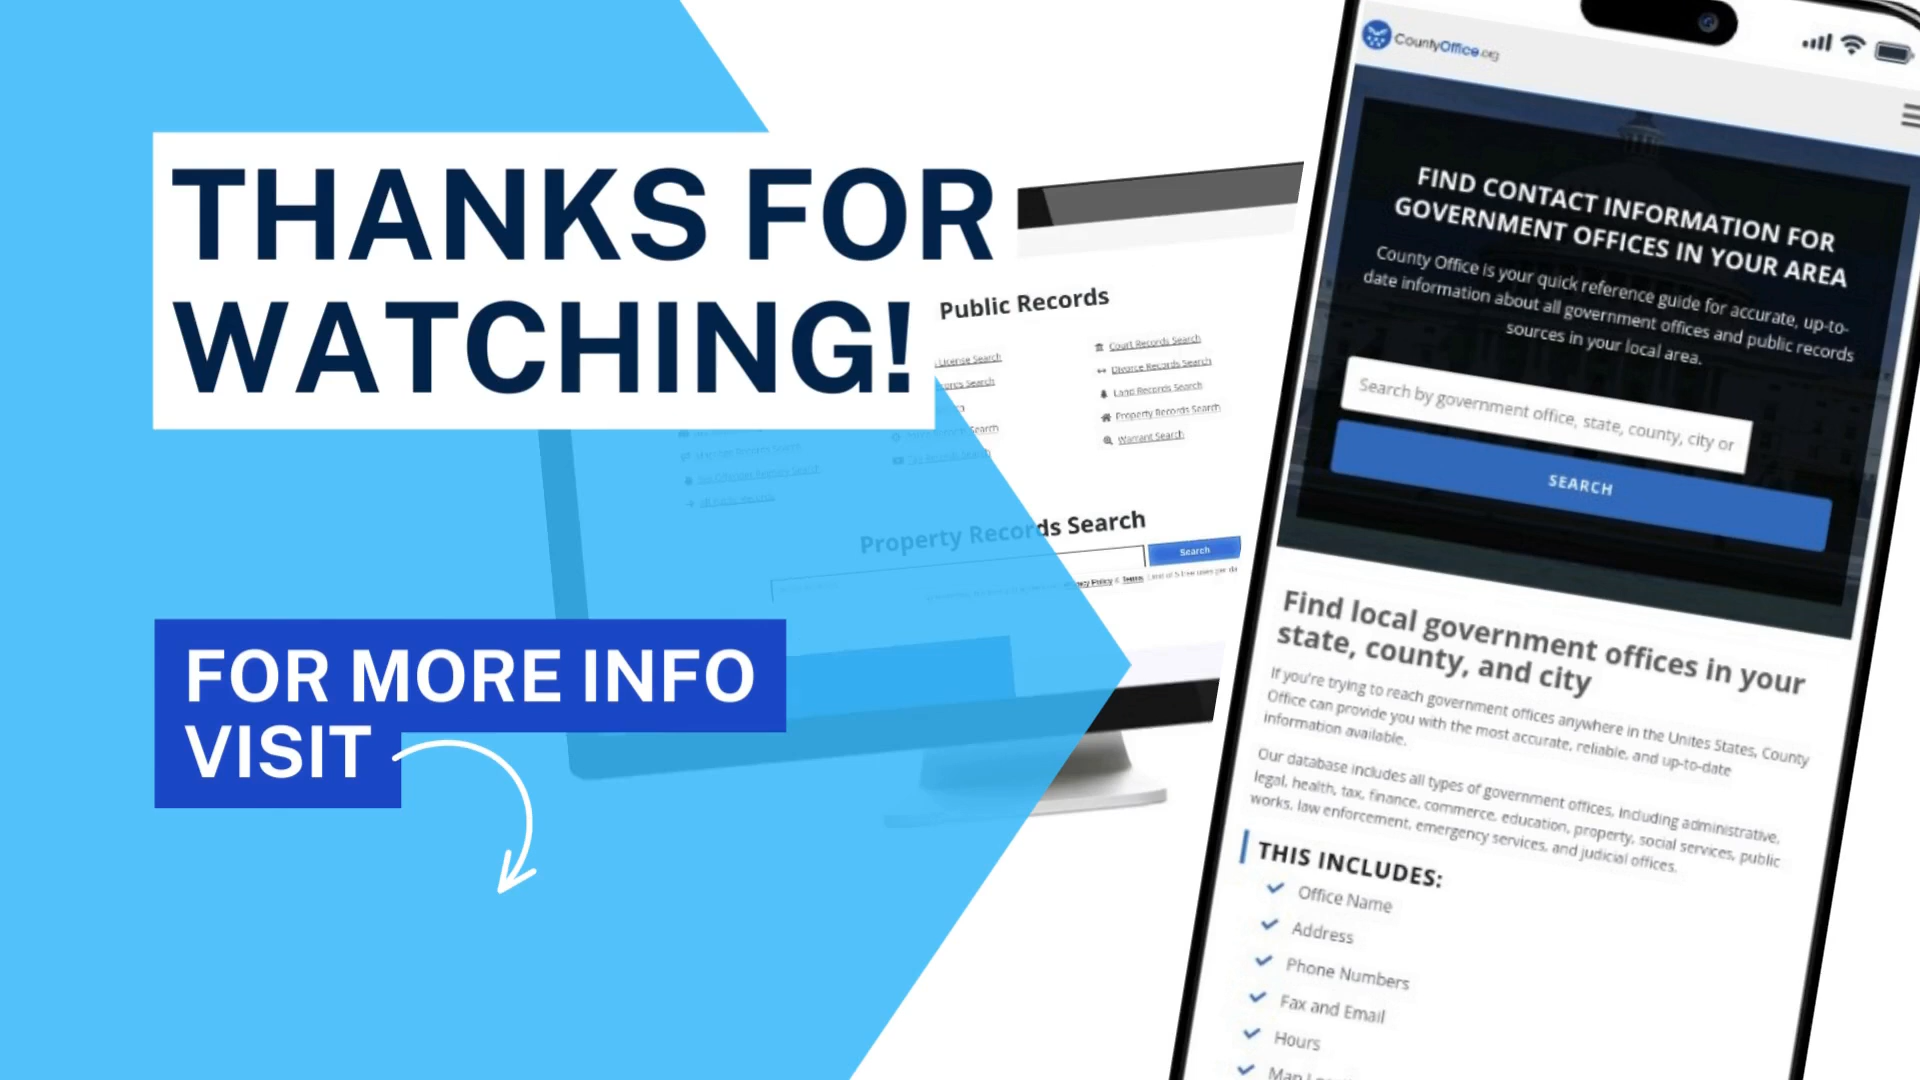 THANKS FOR
WATCHING!
FOR MORE INFO
VISIT
Public Records
License Search
Search
Search
Court Records Search
Divorce Records Search
Land Records Search
Property Records Search
Warrant Search
Property Records Search
Search
Policy & Terms
CountyOffice.org
FIND CONTACT INFORMATION FOR
GOVERNMENT OFFICES IN YOUR AREA
County Office is your quick reference guide for accurate, up-to-
date information about all government offices and public records
sources in your local area.
Search by government office, state, county, city or
SEARCH
Find local government offices in your
state, county, and city
If you're trying to reach government offices anywhere in the Unites States, County
Office can provide you with the most accurate, reliable, and up-to-date
information available.
Our database includes all types of government offices, including administrative,
legal, health, tax, finance, commerce, education, property, social services, public
works, law enforcement, emergency services, and judicial offices.
THIS INCLUDES:
Office Name
Address
Phone Numbers
Fax and Email
Hours